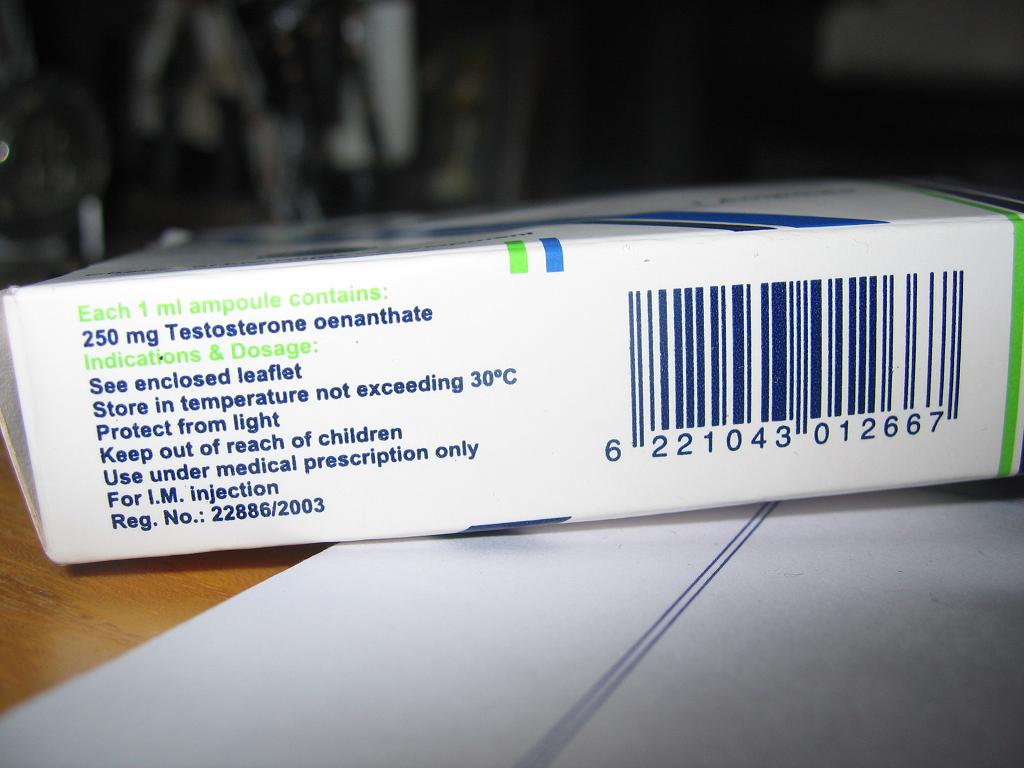 Each 1 ml ampoule contains:
250 mg Testosterone oenanthate
Indications & Dosage:
See enclosed leaflet
Store in temperature not exceeding 30ºC
Protect from light
Keep out of reach of children
Use under medical prescription only
For I.M. injection
Reg. No.: 22886/2003
6 221043 012667